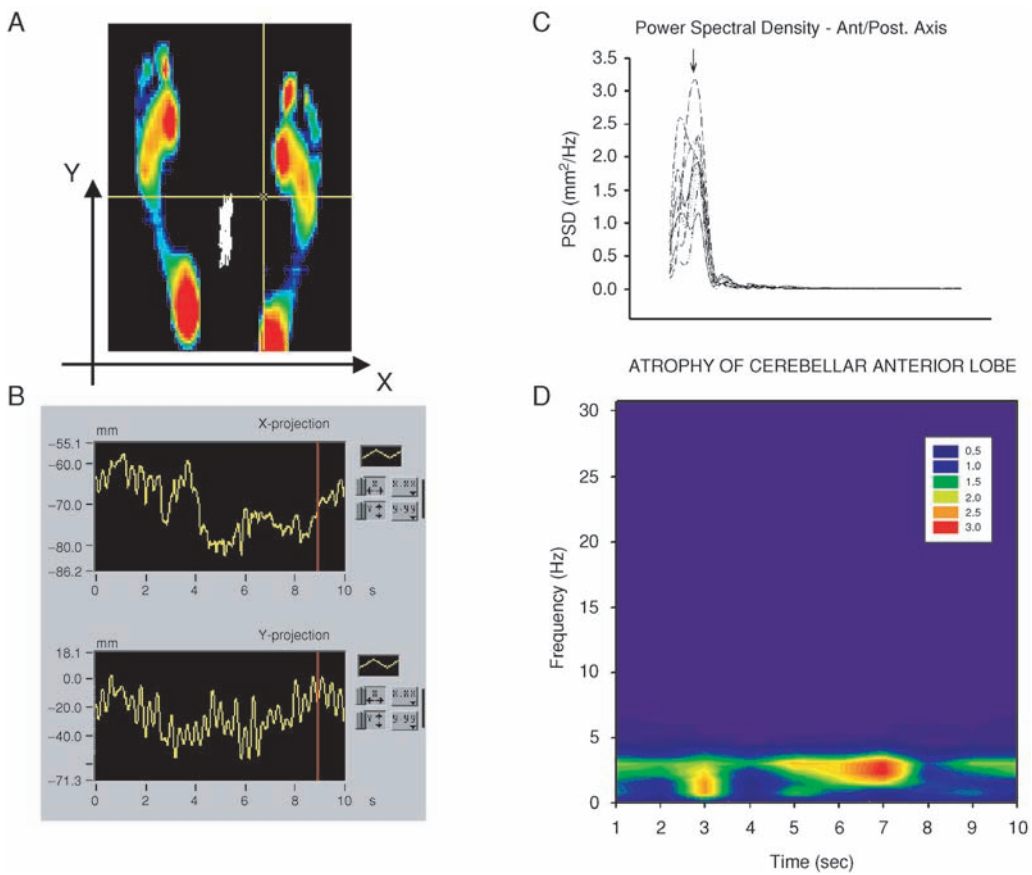 A
Y
X
B
mm
X-projection
−55.1
−60.0
−70.0
−80.0
−86.2
0 2 4 6 8 10 s
mm
Y-projection
18.1
0.0
−20.0
−40.0
−71.3
0 2 4 6 8 10 s
C
Power Spectral Density - Ant/Post. Axis
PSD (mm²/Hz)
3.5
3.0
2.5
2.0
1.5
1.0
0.5
0.0
ATROPHY OF CEREBELLAR ANTERIOR LOBE
D
Frequency (Hz)
30
25
20
15
10
5
0
0.5
1.0
1.5
2.0
2.5
3.0
1 2 3 4 5 6 7 8 9 10
Time (sec)